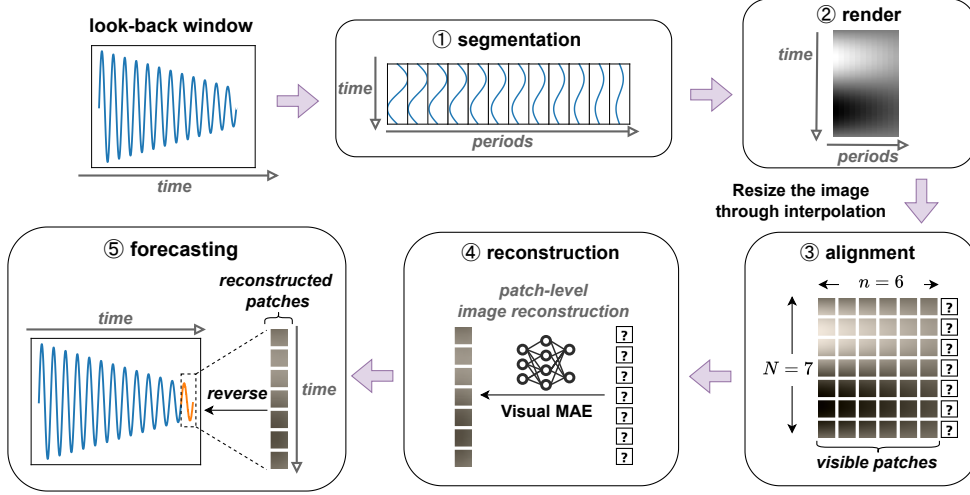 look-back window
time
① segmentation
time
periods
② render
time
periods
Resize the image
through interpolation
③ alignment
n = 6
N = 7
?
?
?
?
?
?
?
visible patches
④ reconstruction
patch-level
image reconstruction
Visual MAE
?
?
?
?
?
?
?
⑤ forecasting
reconstructed
patches
time
reverse
time